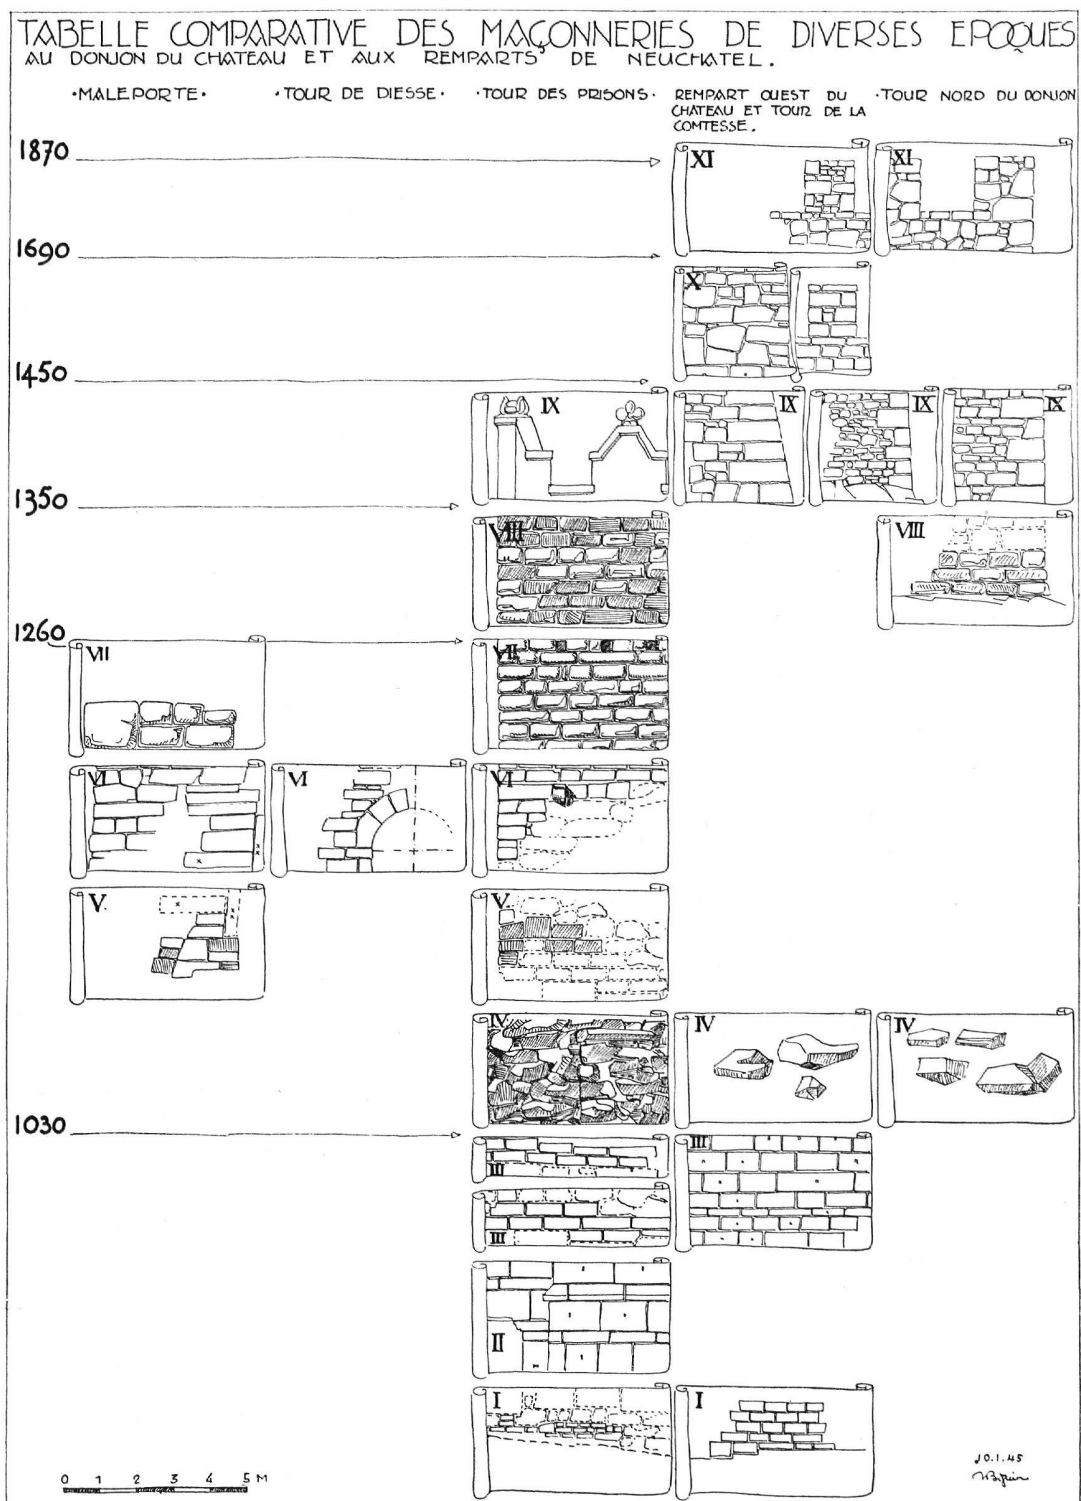 TABELLE COMPARATIVE DES MAÇONNERIES DE DIVERSES EPOQUES
AU DONJON DU CHATEAU ET AUX REMPARTS DE NEUCHATEL.
·MALEPORTE· ·TOUR DE DIESSE· ·TOUR DES PRISONS· REMPART OUEST DU ·TOUR NORD DU DONJON
CHATEAU ET TOUR DE LA
COMTESSE.
1870
XI XI
1690
X
1450
IX IX IX IX
1350
VIII VIII
1260
VII VII
VI VI VI
V. V.
IV IV IV
1030
III III
III
II
I I
0 1 2 3 4 5 M
10.1.45